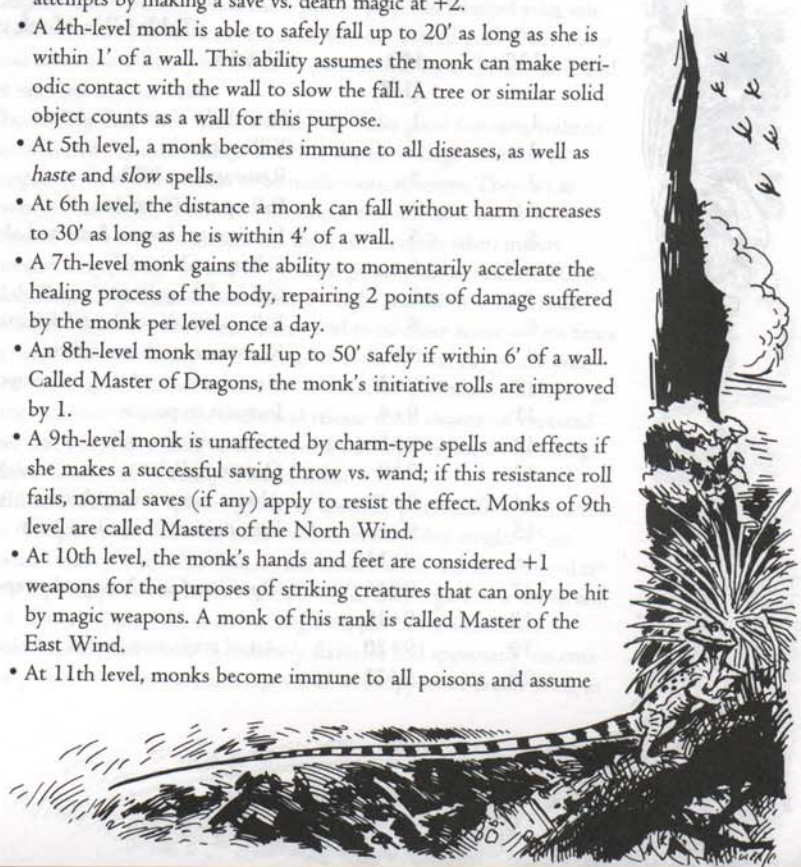 attempts by making a save vs. death magic at +2.
• A 4th-level monk is able to safely fall up to 20' as long as she is
within 1' of a wall. This ability assumes the monk can make peri-
odic contact with the wall to slow the fall. A tree or similar solid
object counts as a wall for this purpose.
• At 5th level, a monk becomes immune to all diseases, as well as
haste and slow spells.
• At 6th level, the distance a monk can fall without harm increases
to 30' as long as he is within 4' of a wall.
• A 7th-level monk gains the ability to momentarily accelerate the
healing process of the body, repairing 2 points of damage suffered
by the monk per level once a day.
• An 8th-level monk may fall up to 50' safely if within 6' of a wall.
Called Master of Dragons, the monk's initiative rolls are improved
by 1.
• A 9th-level monk is unaffected by charm-type spells and effects if
she makes a successful saving throw vs. wand; if this resistance roll
fails, normal saves (if any) apply to resist the effect. Monks of 9th
level are called Masters of the North Wind.
• At 10th level, the monk's hands and feet are considered +1
weapons for the purposes of striking creatures that can only be hit
by magic weapons. A monk of this rank is called Master of the
East Wind.
• At 11th level, monks become immune to all poisons and assume